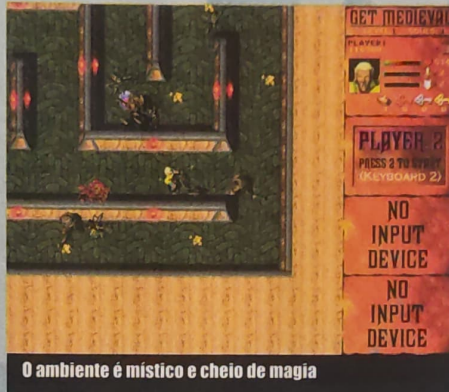 GET MEDIEVAL
PLAYER 1
PLAYER 2
PRESS 2 TO START
(KEYBOARD 2)
NO
INPUT
DEVICE
NO
INPUT
DEVICE
O ambiente é místico e cheio de magia